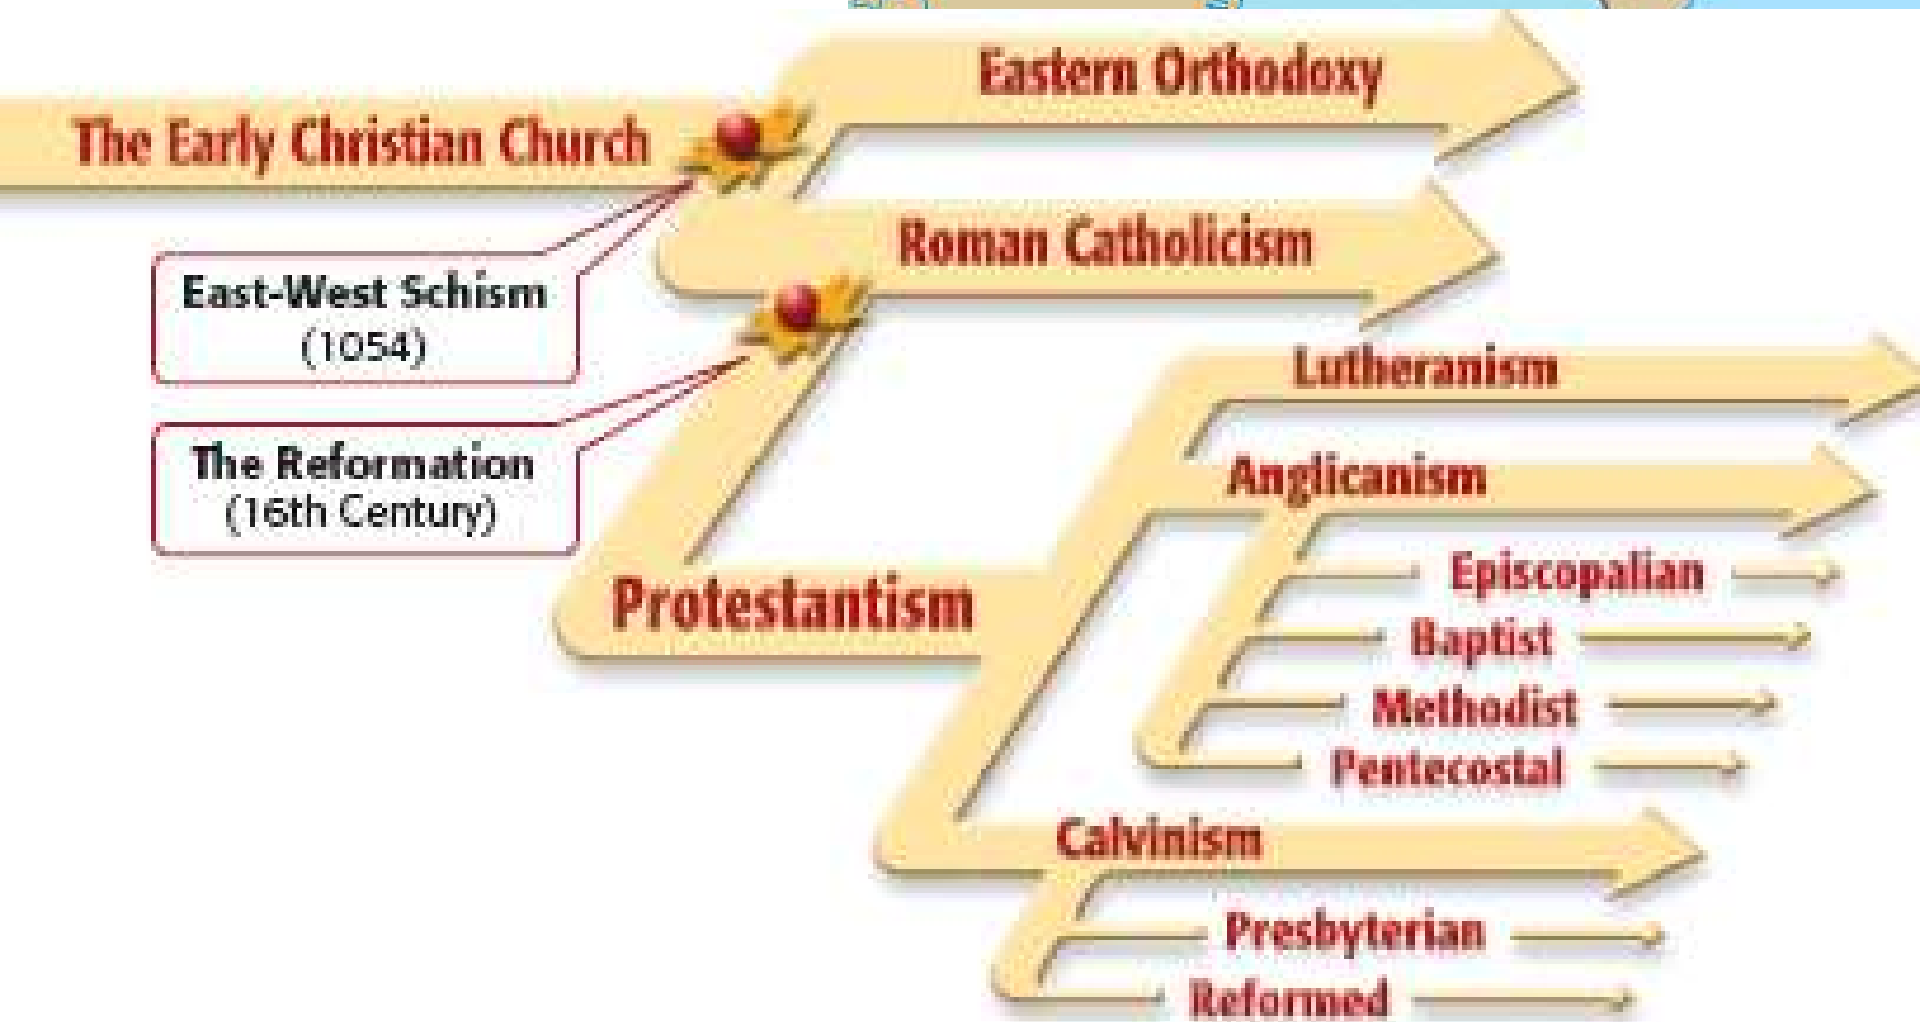 Eastern Orthodoxy
The Early Christian Church
Roman Catholicism
East-West Schism
(1054)
Lutheranism
The Reformation
(16th Century)
Anglicanism
Episcopalian
Protestantism
Baptist
Methodist
Pentecostal
Calvinism
Presbyterian
Reformed